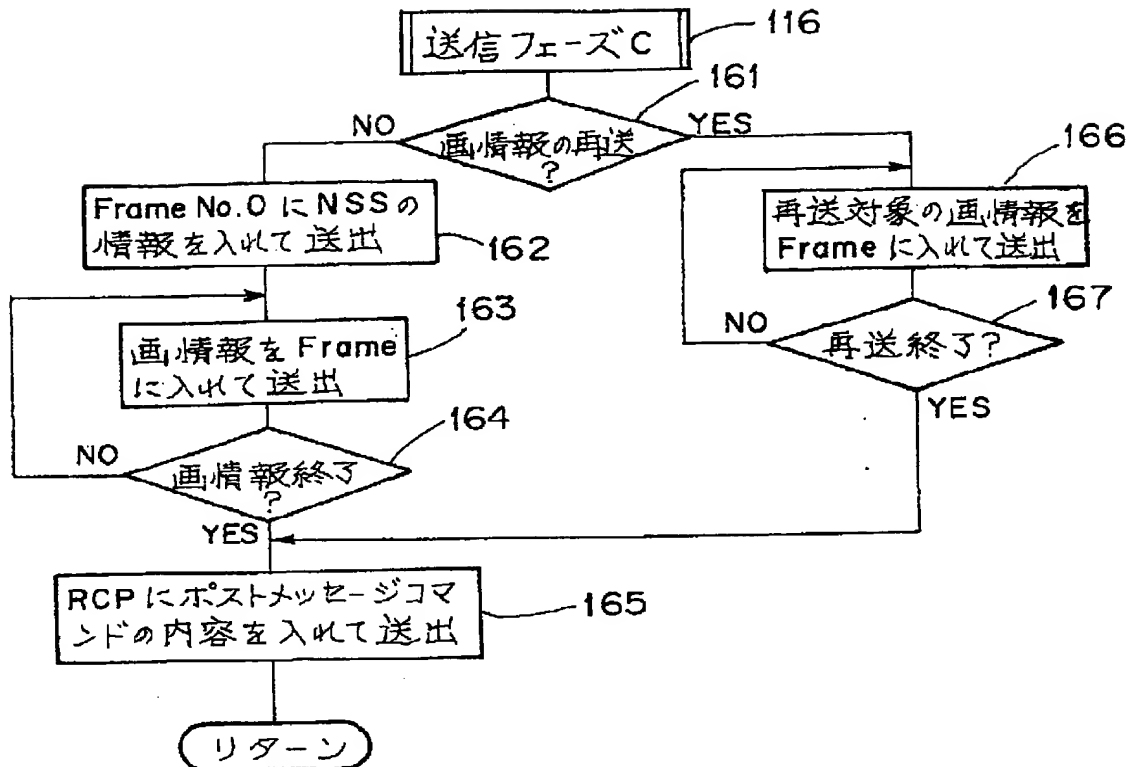 送信フェーズC
116
161
NO
YES
画情報の再送
?
166
Frame No.0 にNSSの
情報を入れて送出
162
再送対象の画情報を
Frameに入れて送出
163
画情報をFrame
に入れて送出
167
NO
再送終了?
YES
164
NO
画情報終了
?
YES
RCPにポストメッセージコマ
ンドの内容を入れて送出
165
リターン